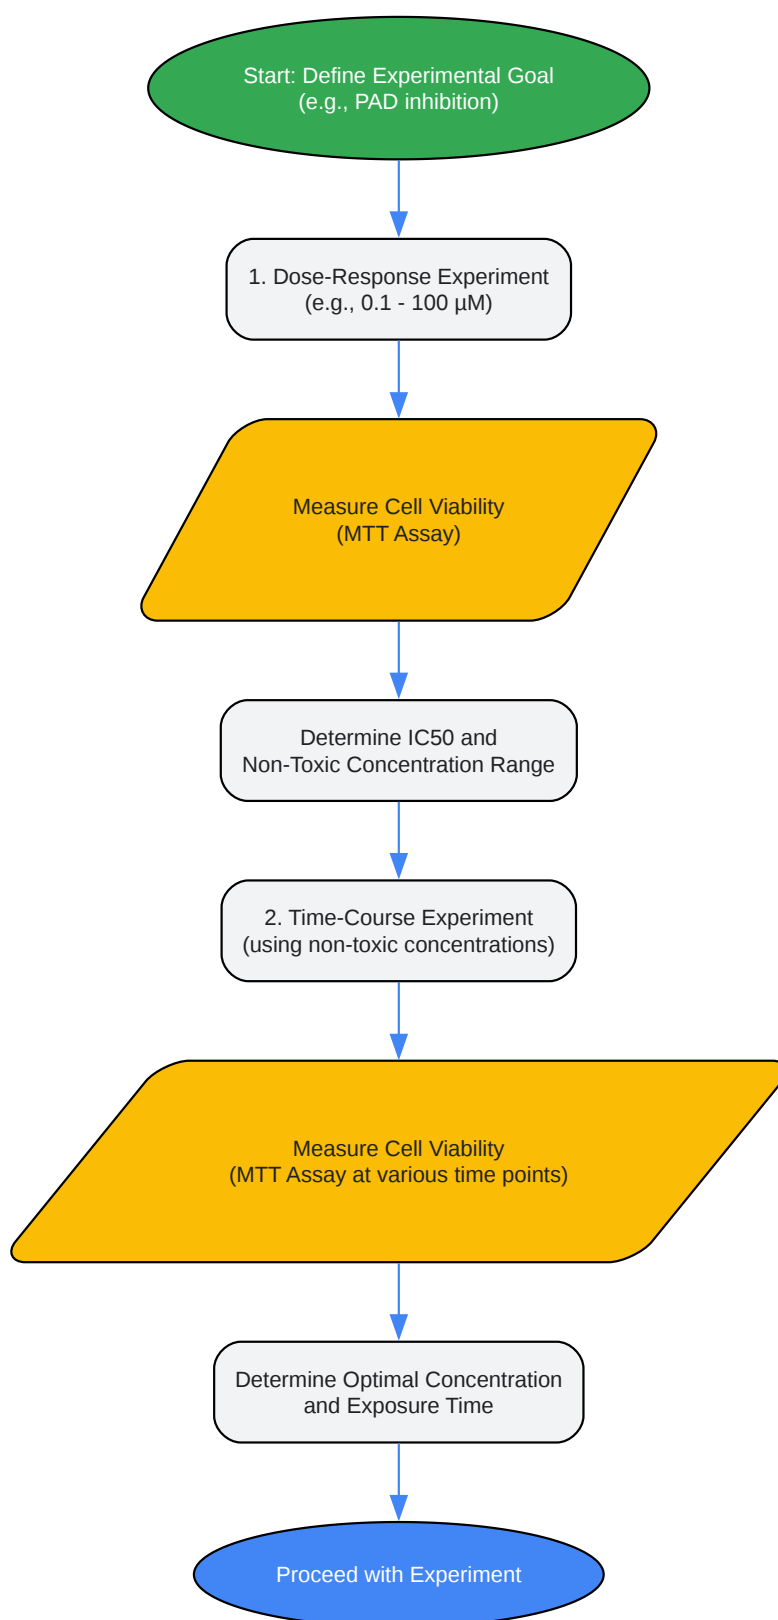 Start: Define Experimental Goal
(e.g., PAD inhibition)
1. Dose-Response Experiment
(e.g., 0.1 - 100 µM)
Measure Cell Viability
(MTT Assay)
Determine IC50 and
Non-Toxic Concentration Range
2. Time-Course Experiment
(using non-toxic concentrations)
Measure Cell Viability
(MTT Assay at various time points)
Determine Optimal Concentration
and Exposure Time
Proceed with Experiment